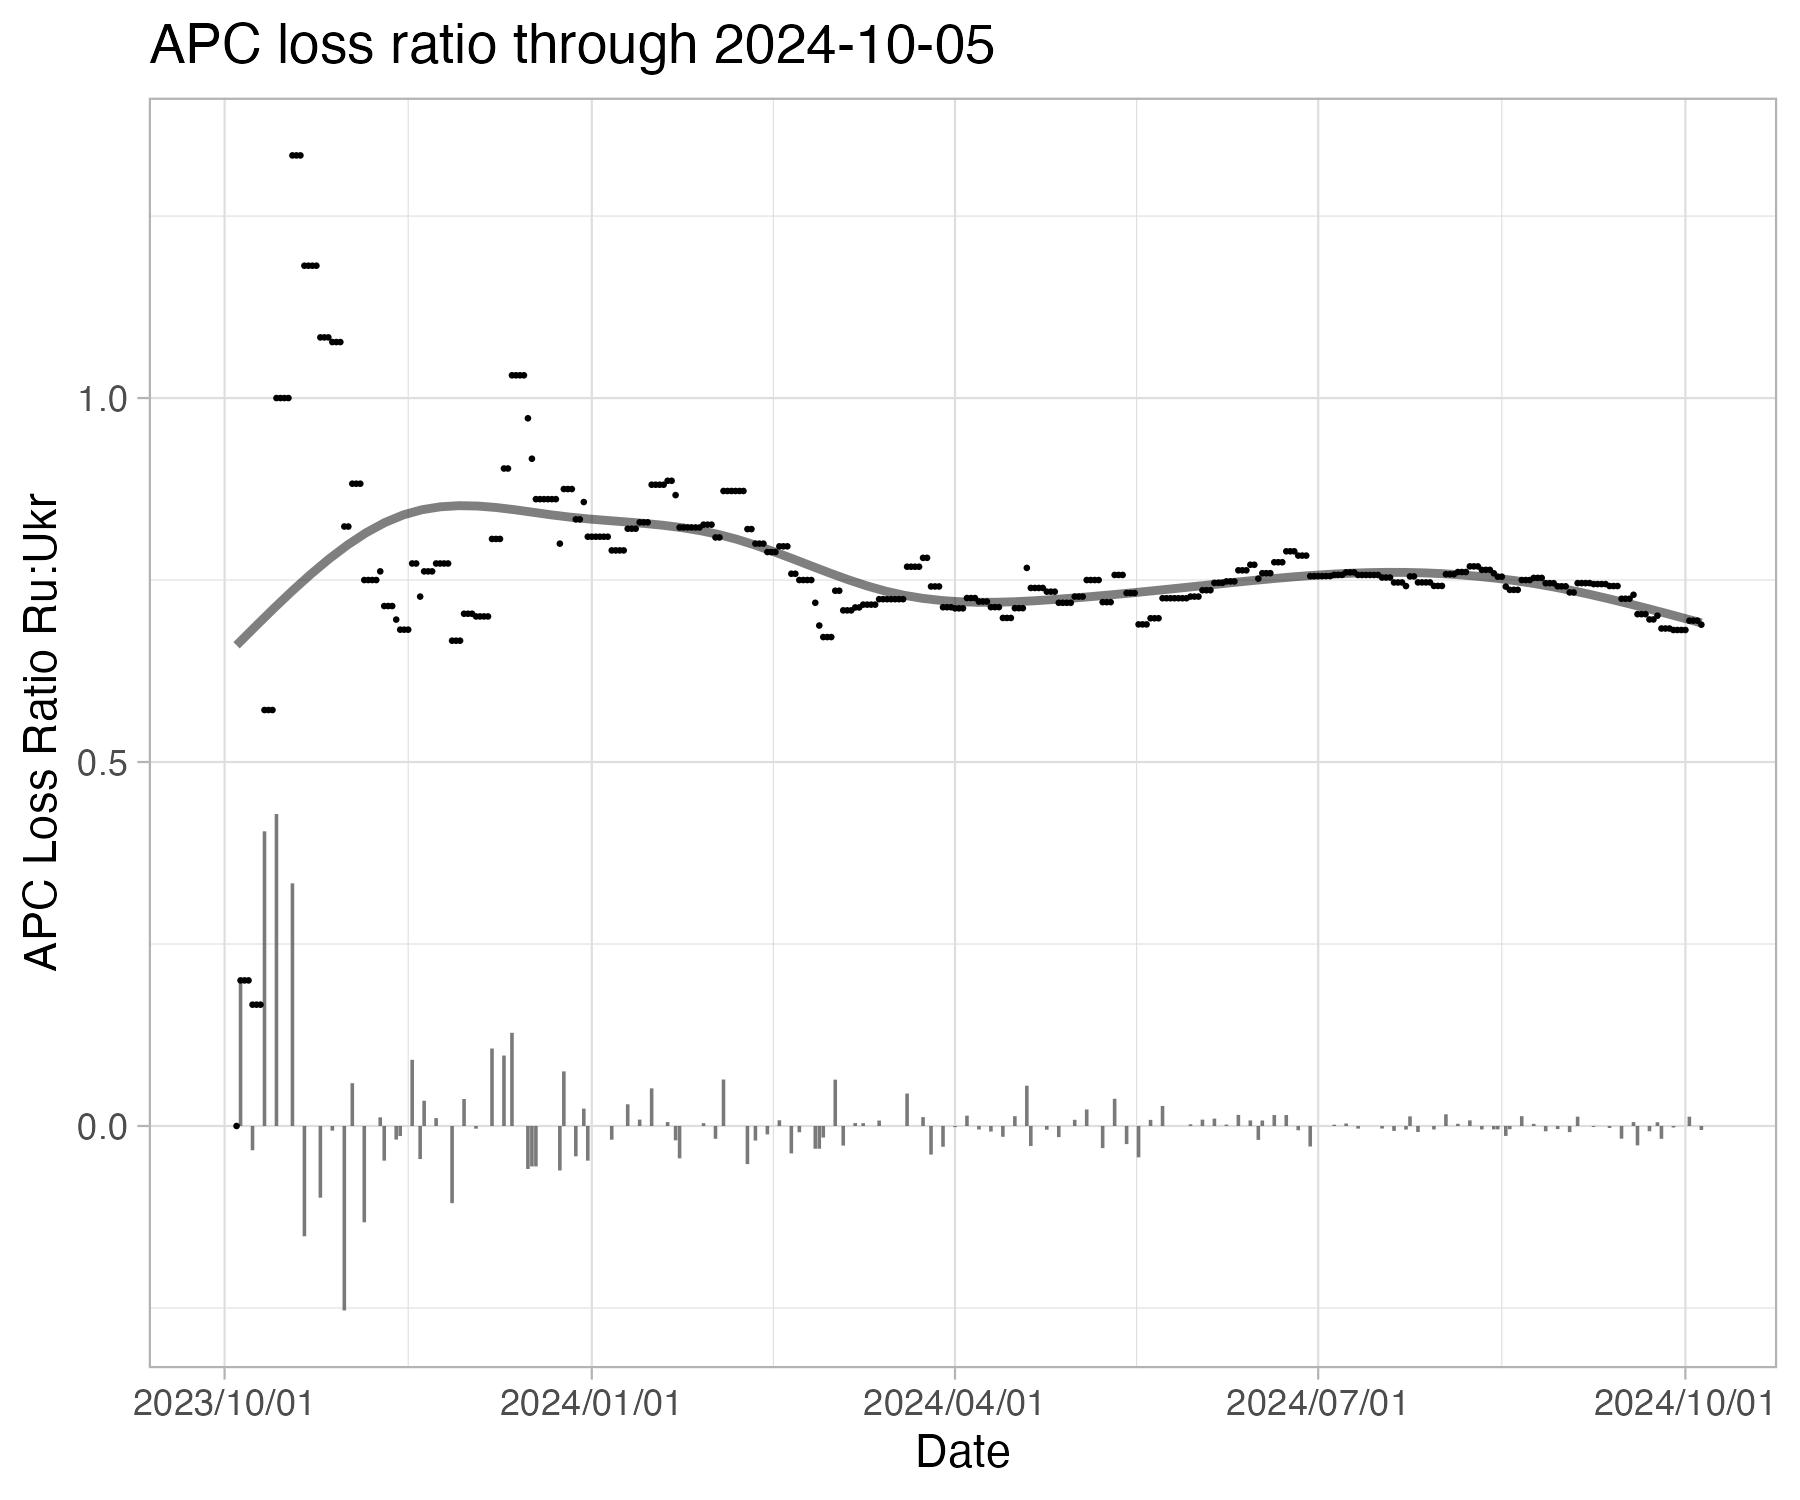 APC loss ratio through 2024-10-05
APC Loss Ratio Ru:Ukr
1.0
0.5
0.0
2023/10/01 2024/01/01 2024/04/01 2024/07/01 2024/10/01
Date